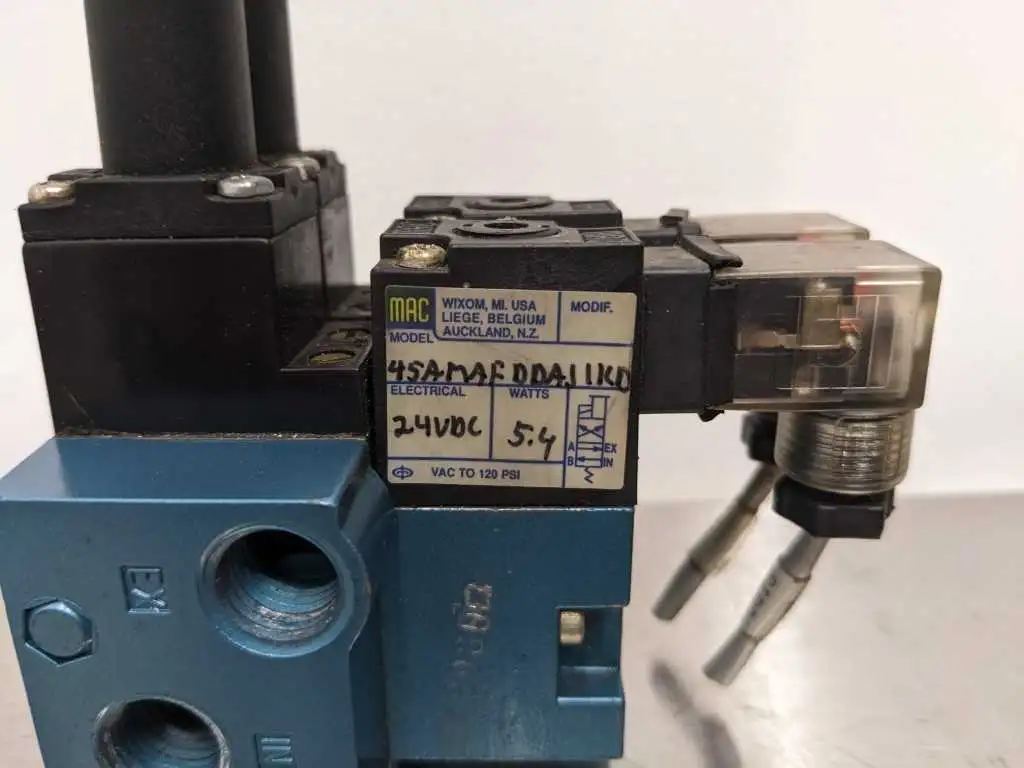 MAC
WIXOM, MI. USA
LIEGE, BELGIUM
AUCKLAND, N.Z.
MODIF.
MODEL
45AMAFDDAJ1KD
ELECTRICAL
WATTS
24VDC
5.4
A
EX
B
IN
VAC TO 120 PSI
EX
IN